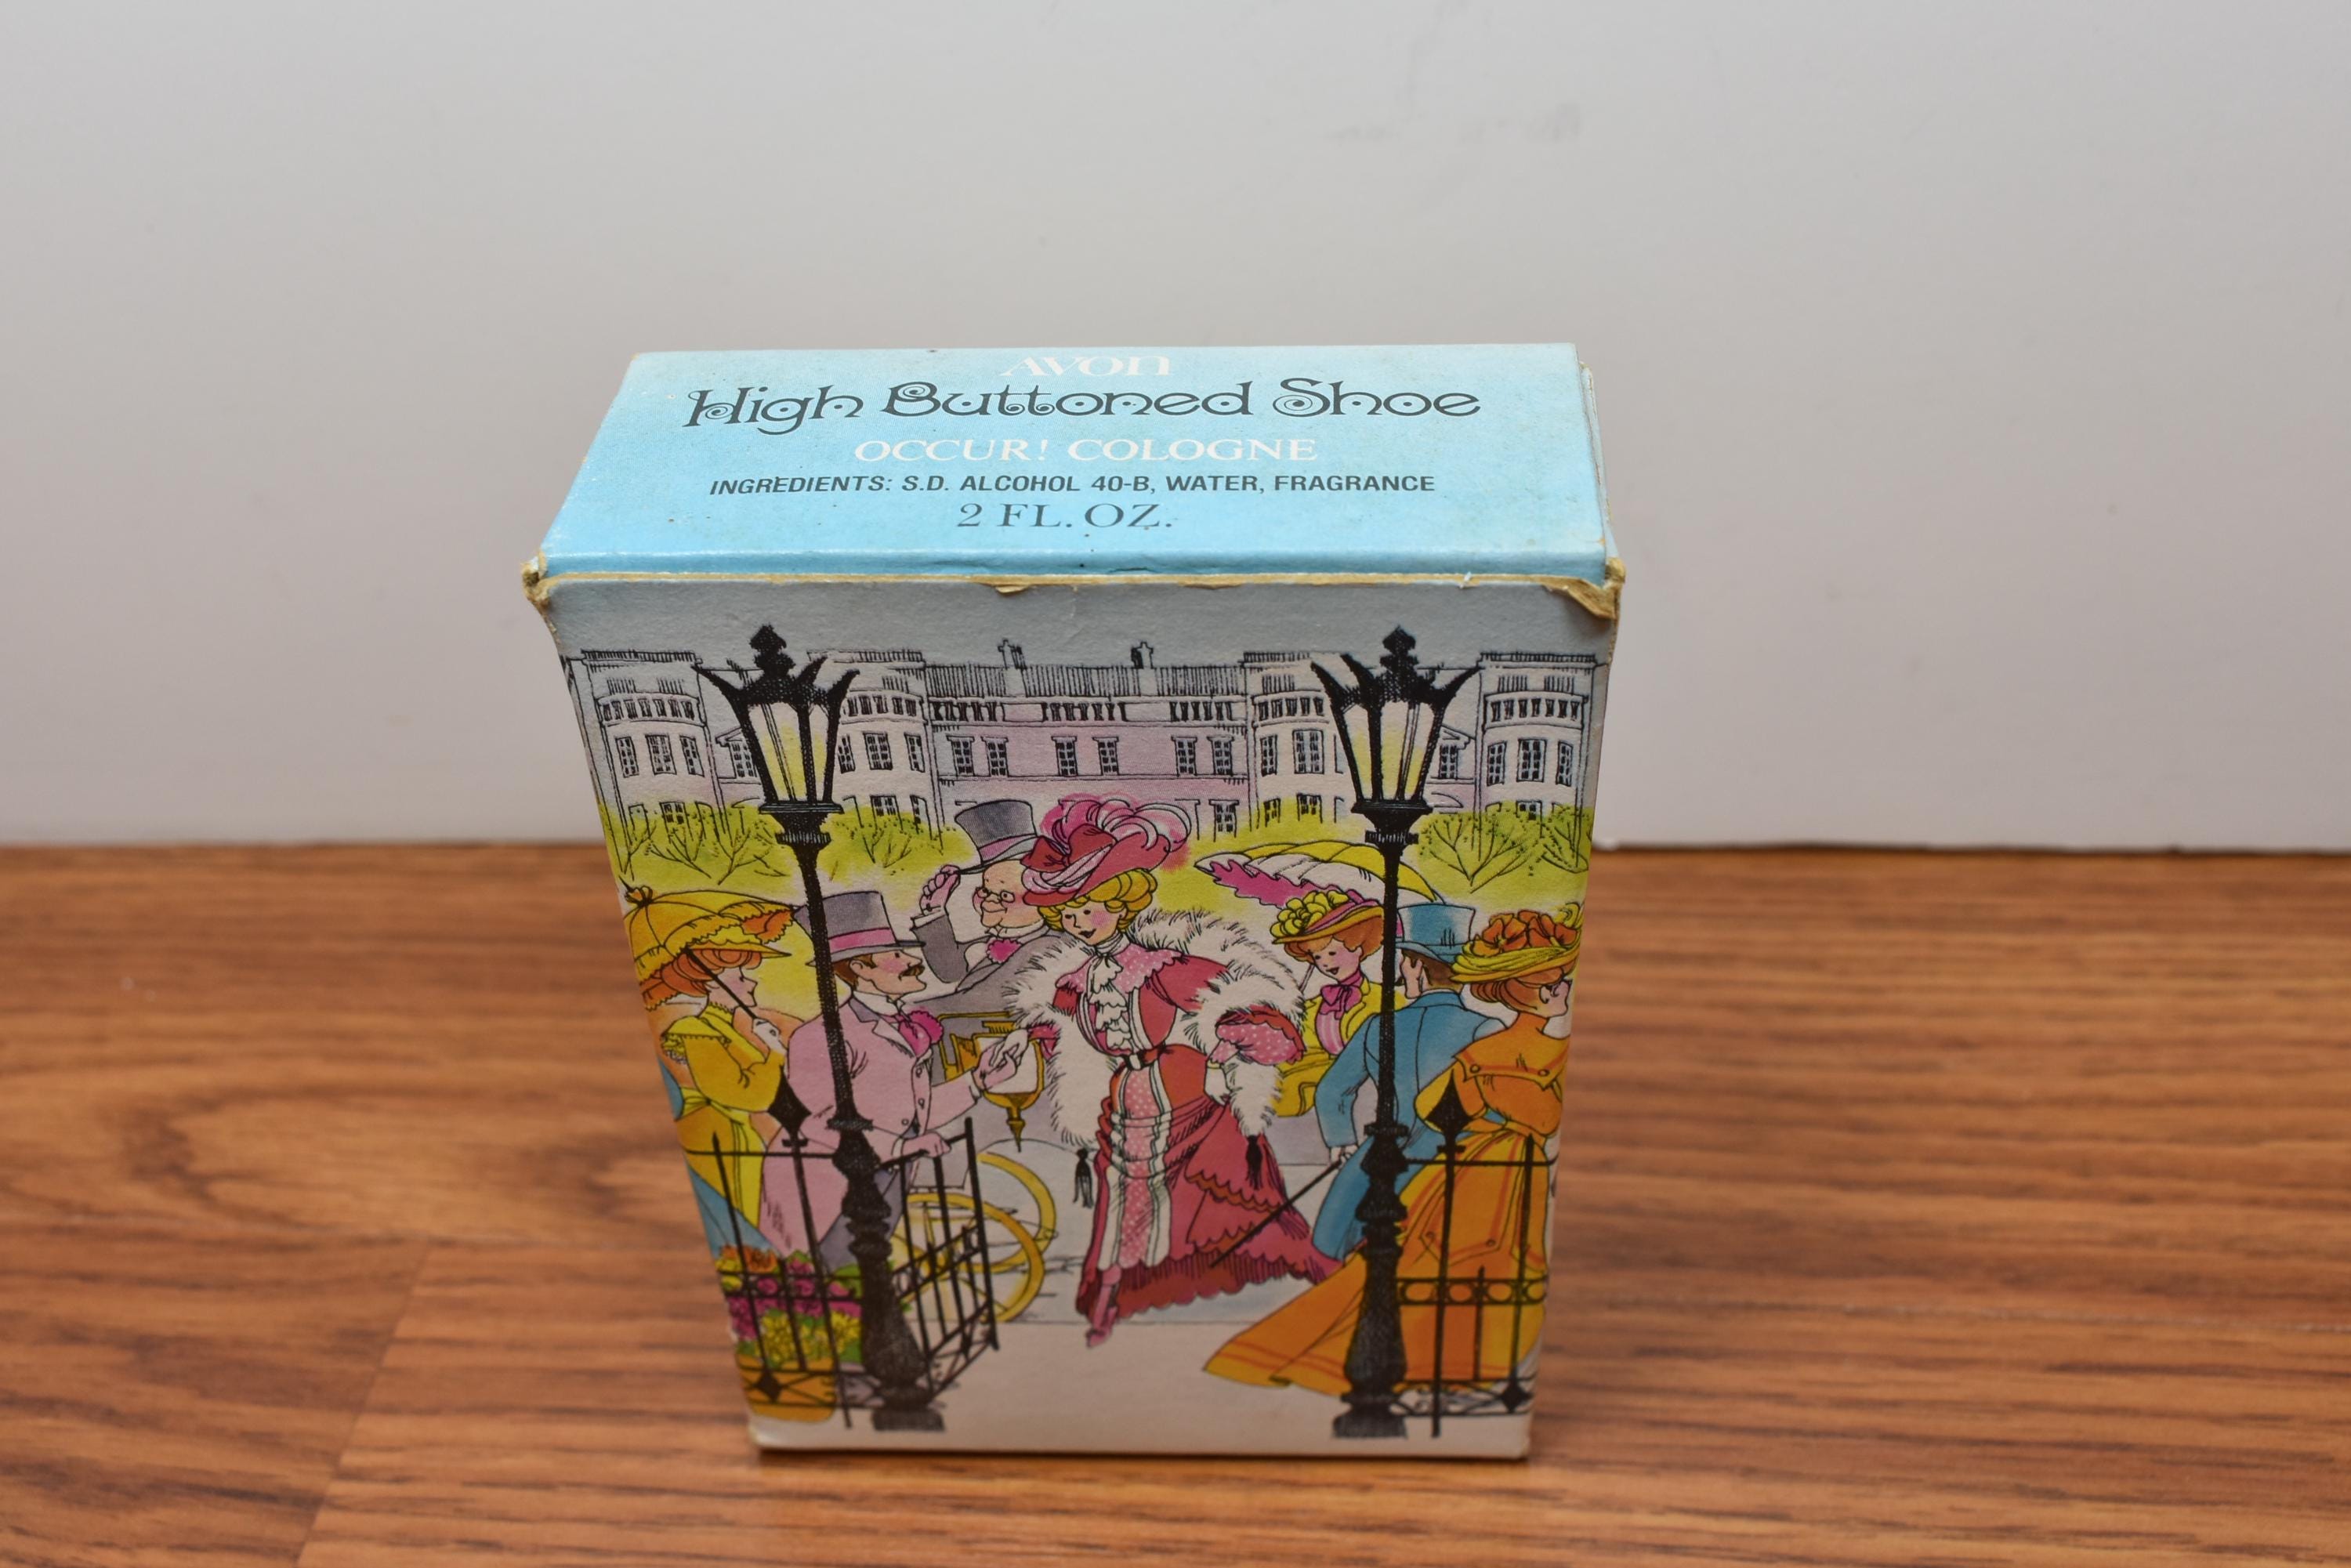 AVON
High Buttoned Shoe
OCCUR! COLOGNE
INGREDIENTS: S.D. ALCOHOL 40-B, WATER, FRAGRANCE
2 FL. OZ.